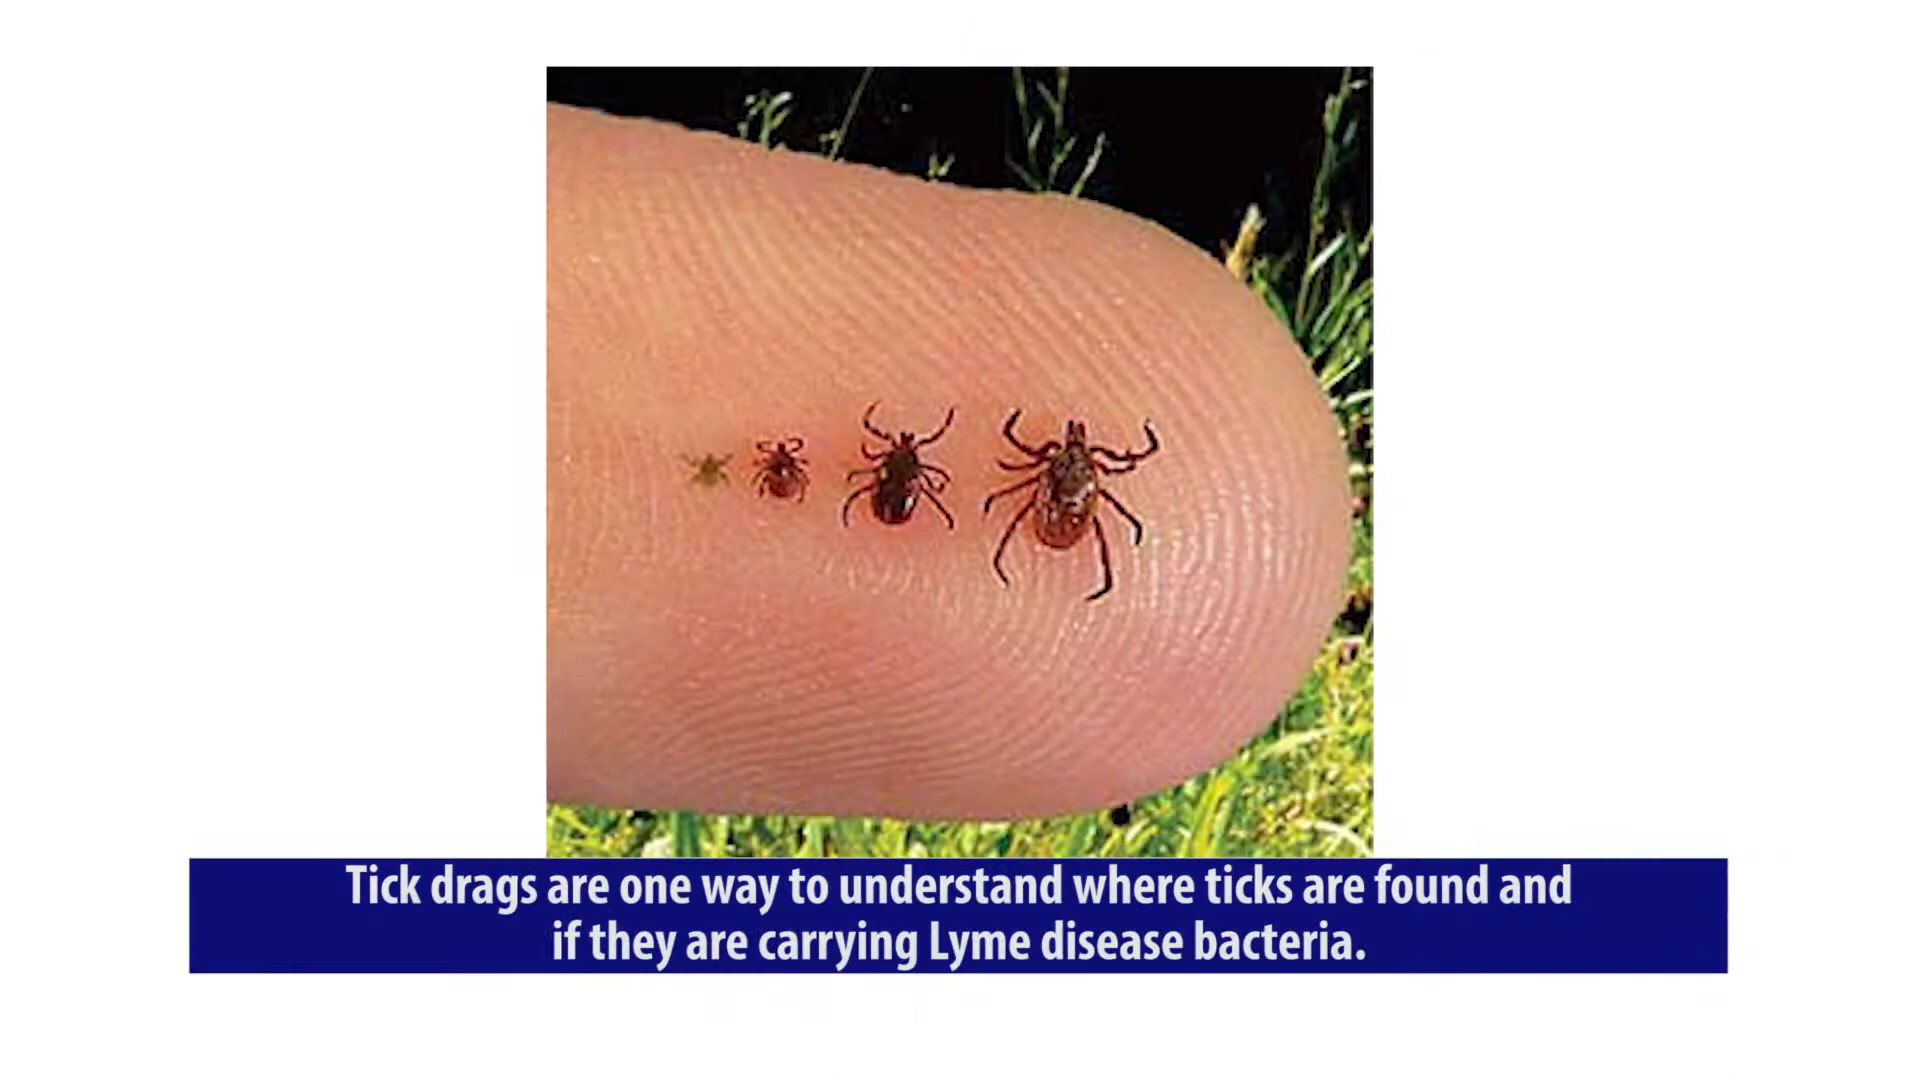 Tick drags are one way to understand where ticks are found and
if they are carrying Lyme disease bacteria.